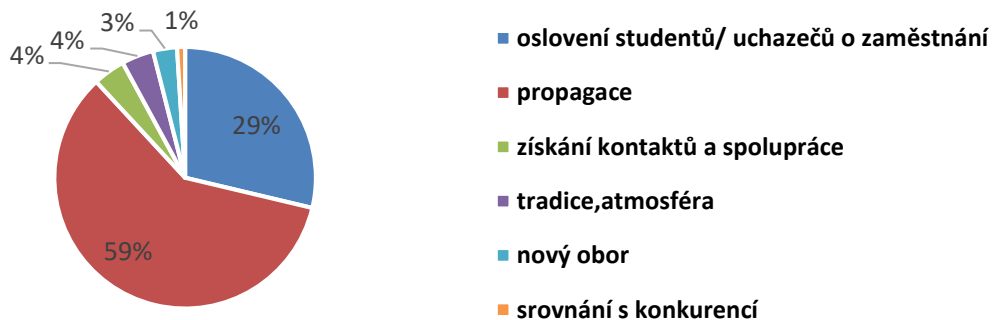 3%
1%
4%
4%
29%
59%
oslovení studentů/ uchazečů o zaměstnání
propagace
získání kontaktů a spolupráce
tradice,atmosféra
nový obor
srovnání s konkurencí